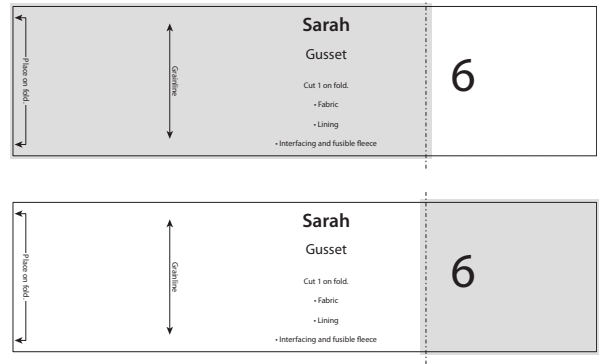 Place on fold.
Grainline
Sarah
Gusset
Cut 1 on fold.
• Fabric
• Lining
• Interfacing and fusible fleece
6
Place on fold.
Grainline
Sarah
Gusset
Cut 1 on fold.
• Fabric
• Lining
• Interfacing and fusible fleece
6